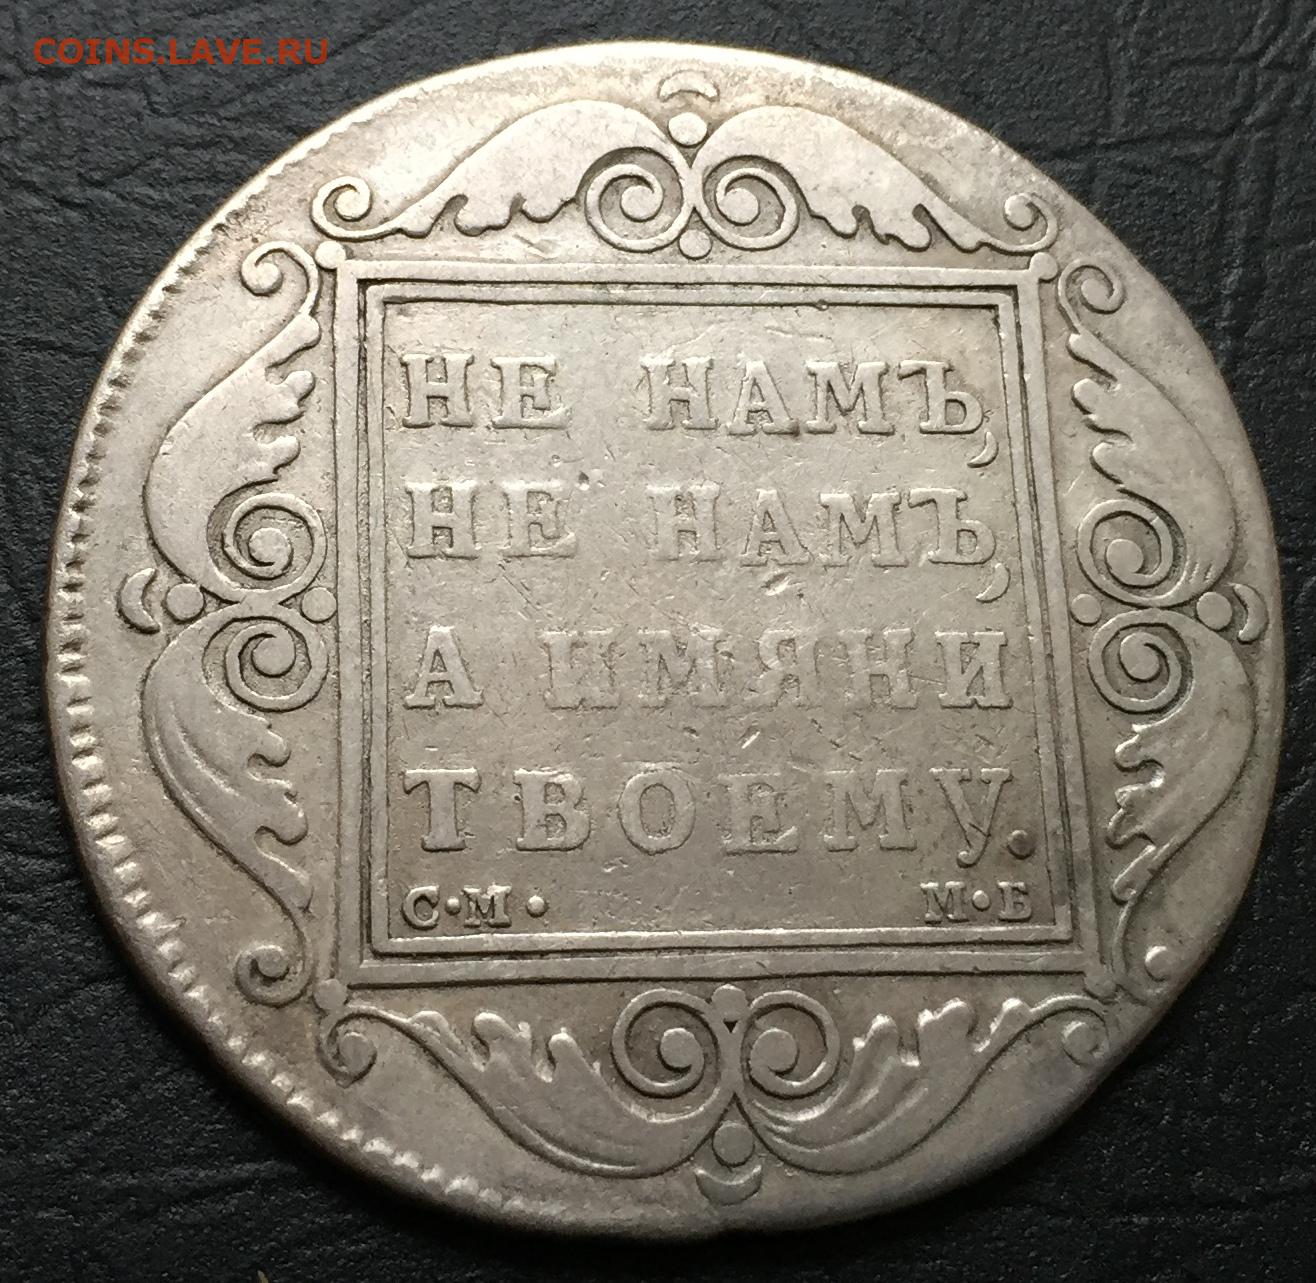 COINS.LAVE.RU
НЕ НАМЪ,
НЕ НАМЪ,
А ИМЯНИ
ТВОЕМУ.
С·М· М·Б